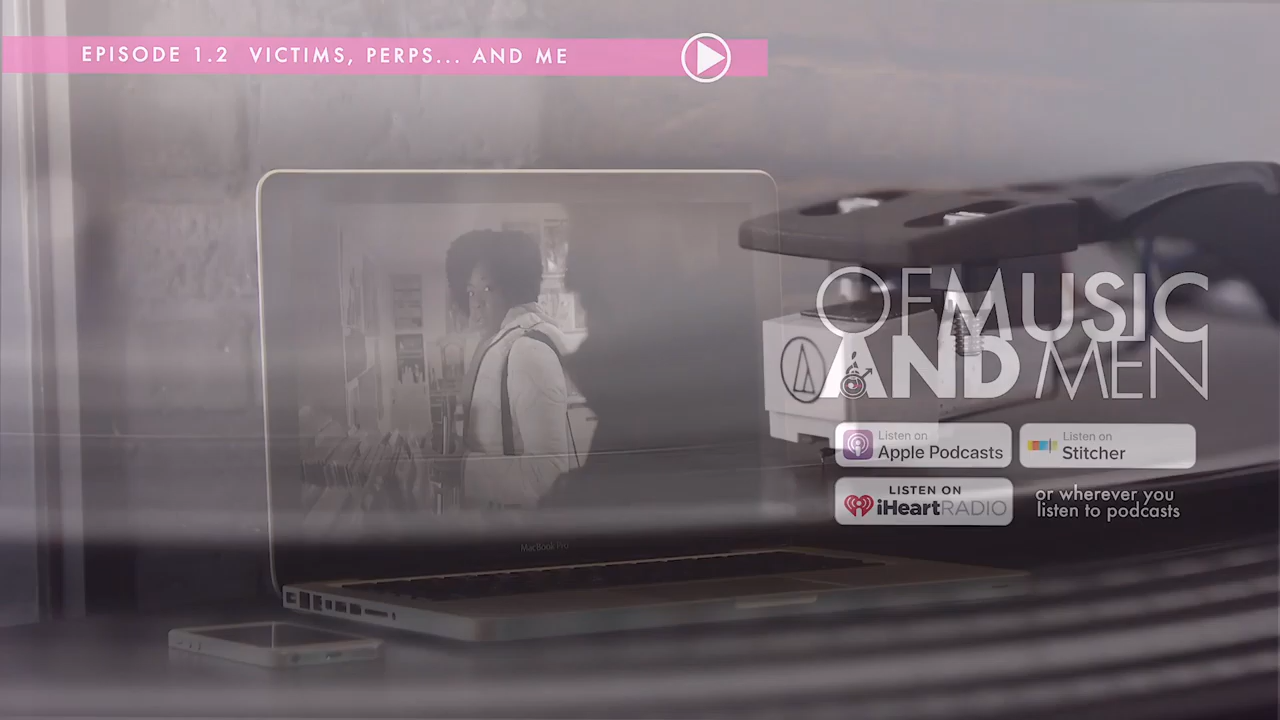 EPISODE 1.2 VICTIMS, PERPS... AND ME
OF MUSIC
AND MEN
Listen on
Apple Podcasts
Listen on
Stitcher
LISTEN ON
iHeartRADIO
or wherever you
listen to podcasts
MacBook Pro